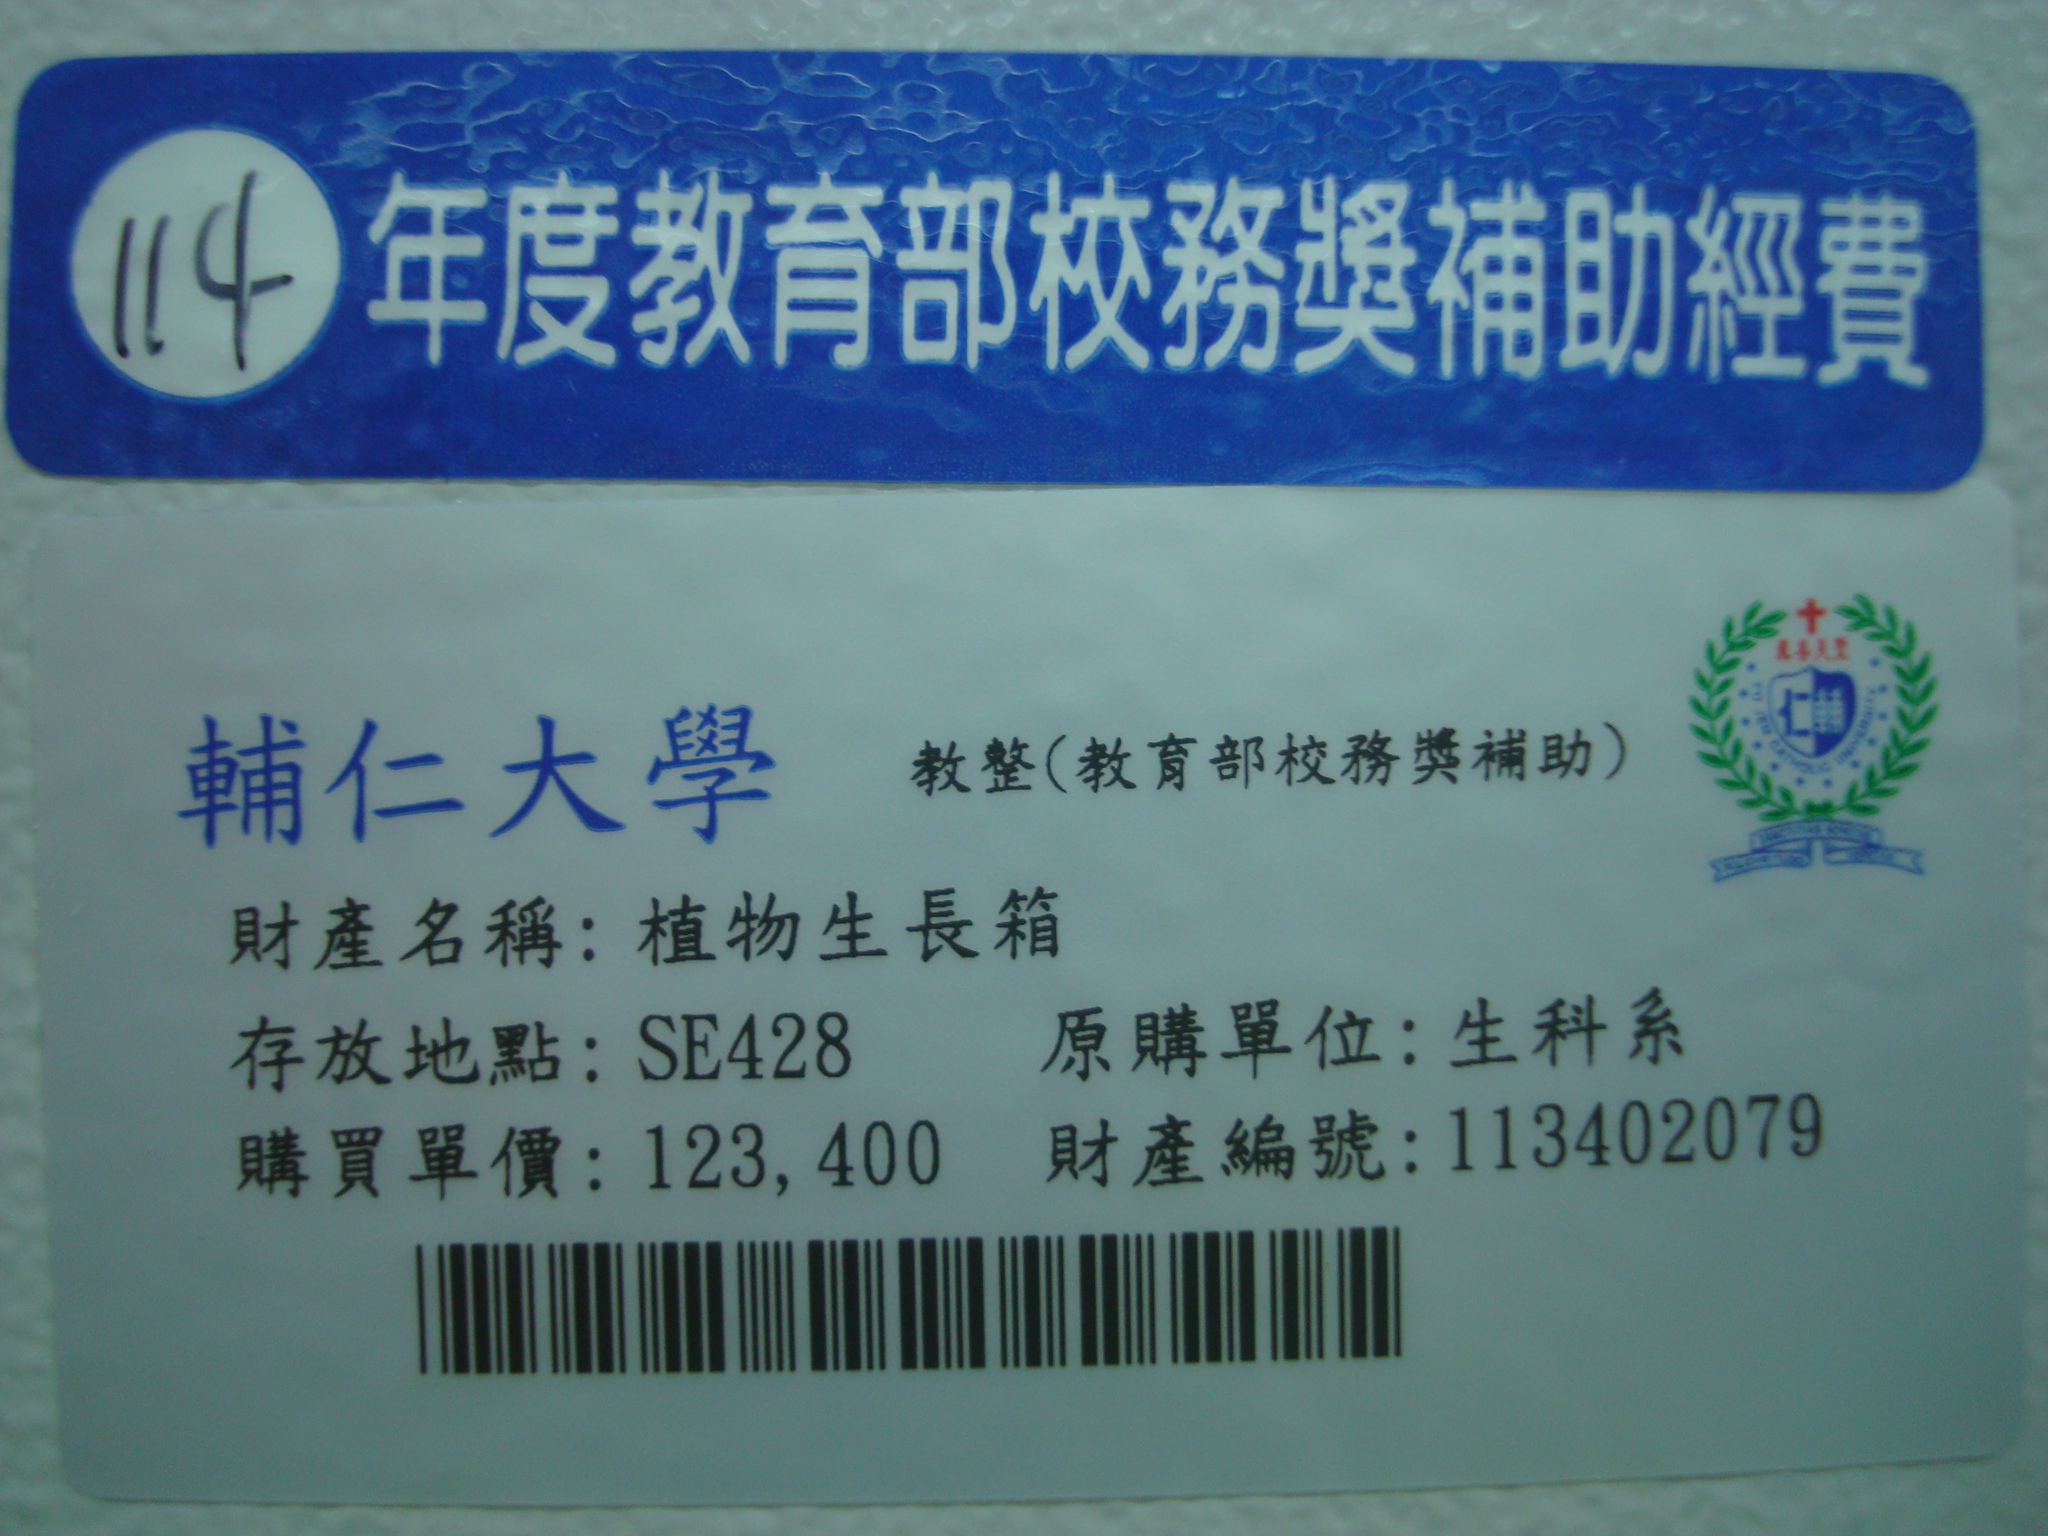 114年度教育部校務獎補助經費
輔仁大學 教整(教育部校務獎補助)
財產名稱: 植物生長箱
存放地點: SE428 原購單位: 生科系
購買單價: 123,400 財產編號: 113402079